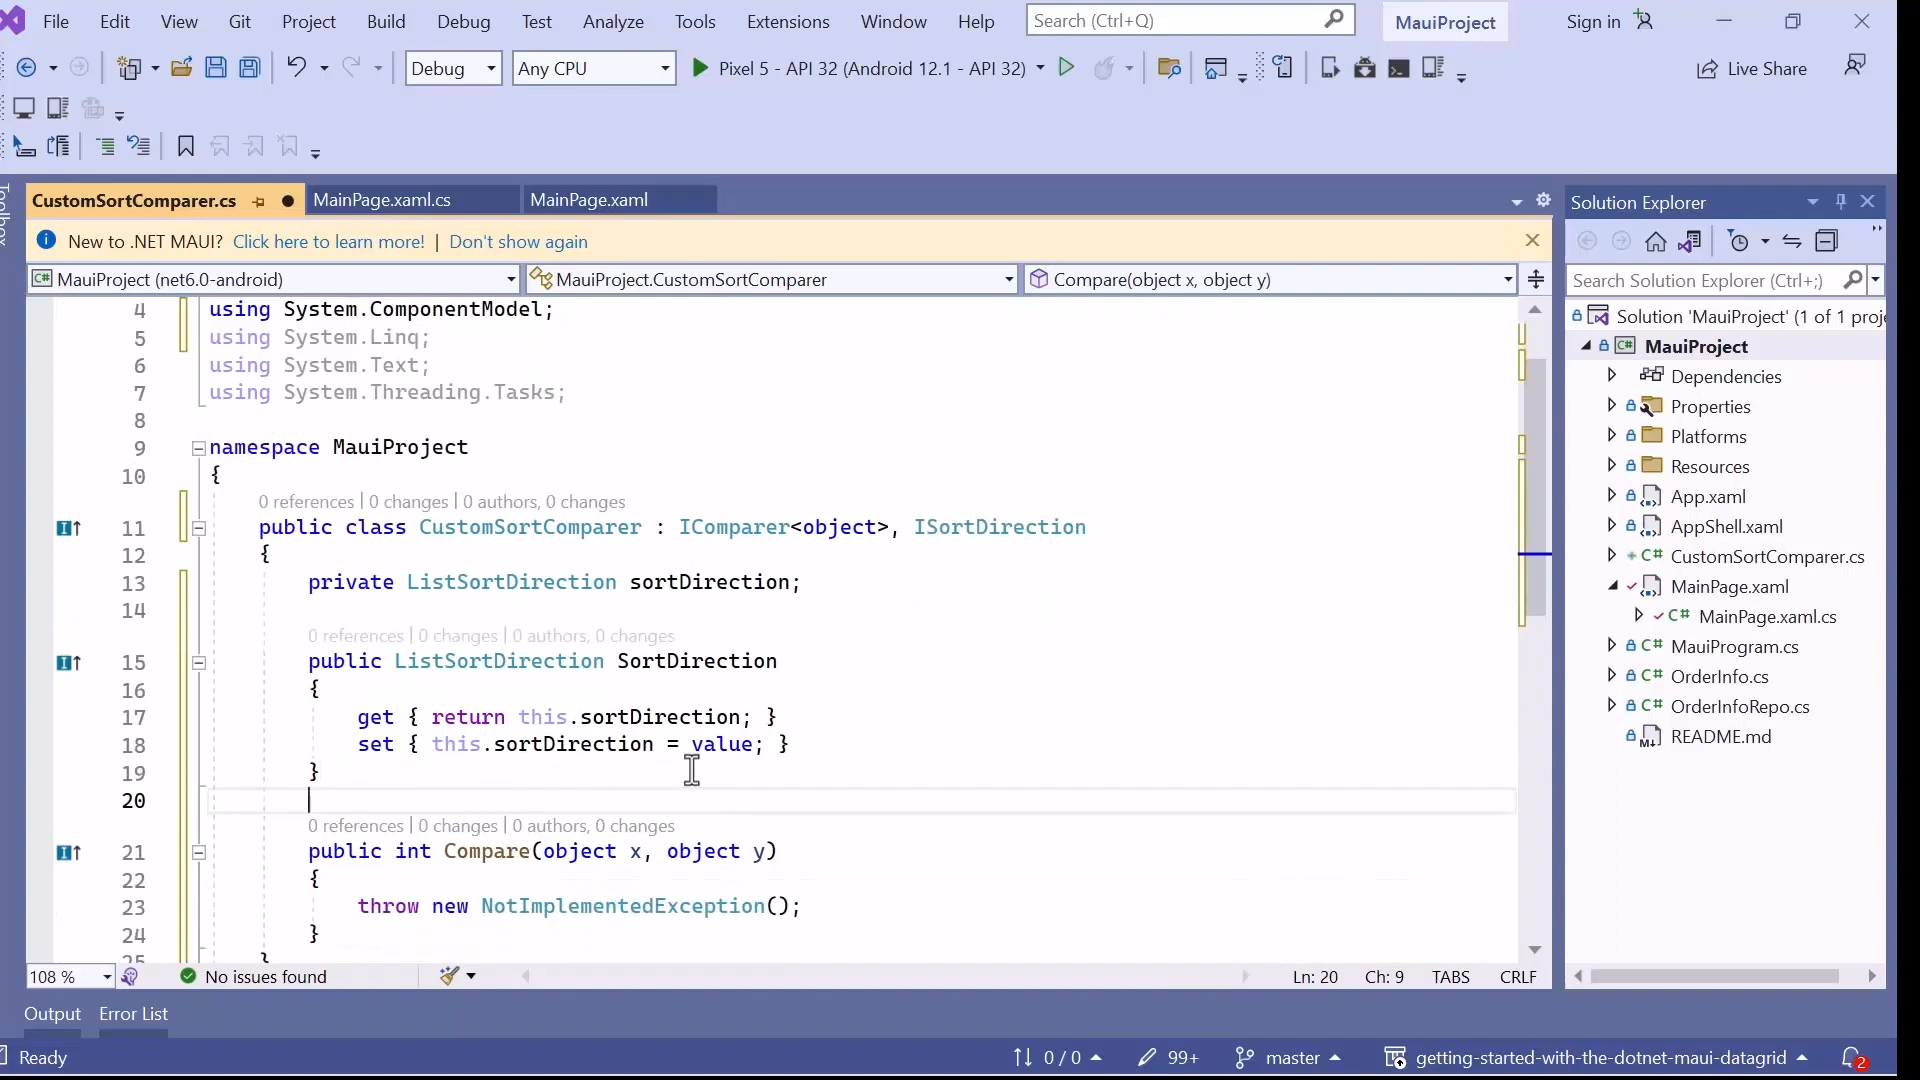 File Edit View Git Project Build Debug Test Analyze Tools Extensions Window Help Search (Ctrl+Q) MauiProject Sign in
Debug Any CPU Pixel 5 - API 32 (Android 12.1 - API 32) Live Share
Toolbox
CustomSortComparer.cs MainPage.xaml.cs MainPage.xaml
New to .NET MAUI? Click here to learn more! | Don't show again
MauiProject (net6.0-android) MauiProject.CustomSortComparer Compare(object x, object y)
4 using System.ComponentModel;
5 using System.Linq;
6 using System.Text;
7 using System.Threading.Tasks;
8
9 namespace MauiProject
10 {
0 references | 0 changes | 0 authors, 0 changes
11 public class CustomSortComparer : IComparer<object>, ISortDirection
12 {
13 private ListSortDirection sortDirection;
14
0 references | 0 changes | 0 authors, 0 changes
15 public ListSortDirection SortDirection
16 {
17 get { return this.sortDirection; }
18 set { this.sortDirection = value; }
19 }
20
0 references | 0 changes | 0 authors, 0 changes
21 public int Compare(object x, object y)
22 {
23 throw new NotImplementedException();
24 }
25 }
108 % No issues found Ln: 20 Ch: 9 TABS CRLF
Solution Explorer
Search Solution Explorer (Ctrl+;)
Solution 'MauiProject' (1 of 1 proje
MauiProject
Dependencies
Properties
Platforms
Resources
App.xaml
AppShell.xaml
C# CustomSortComparer.cs
MainPage.xaml
C# MainPage.xaml.cs
C# MauiProgram.cs
C# OrderInfo.cs
C# OrderInfoRepo.cs
README.md
Output Error List
Ready 0 / 0 99+ master getting-started-with-the-dotnet-maui-datagrid 2